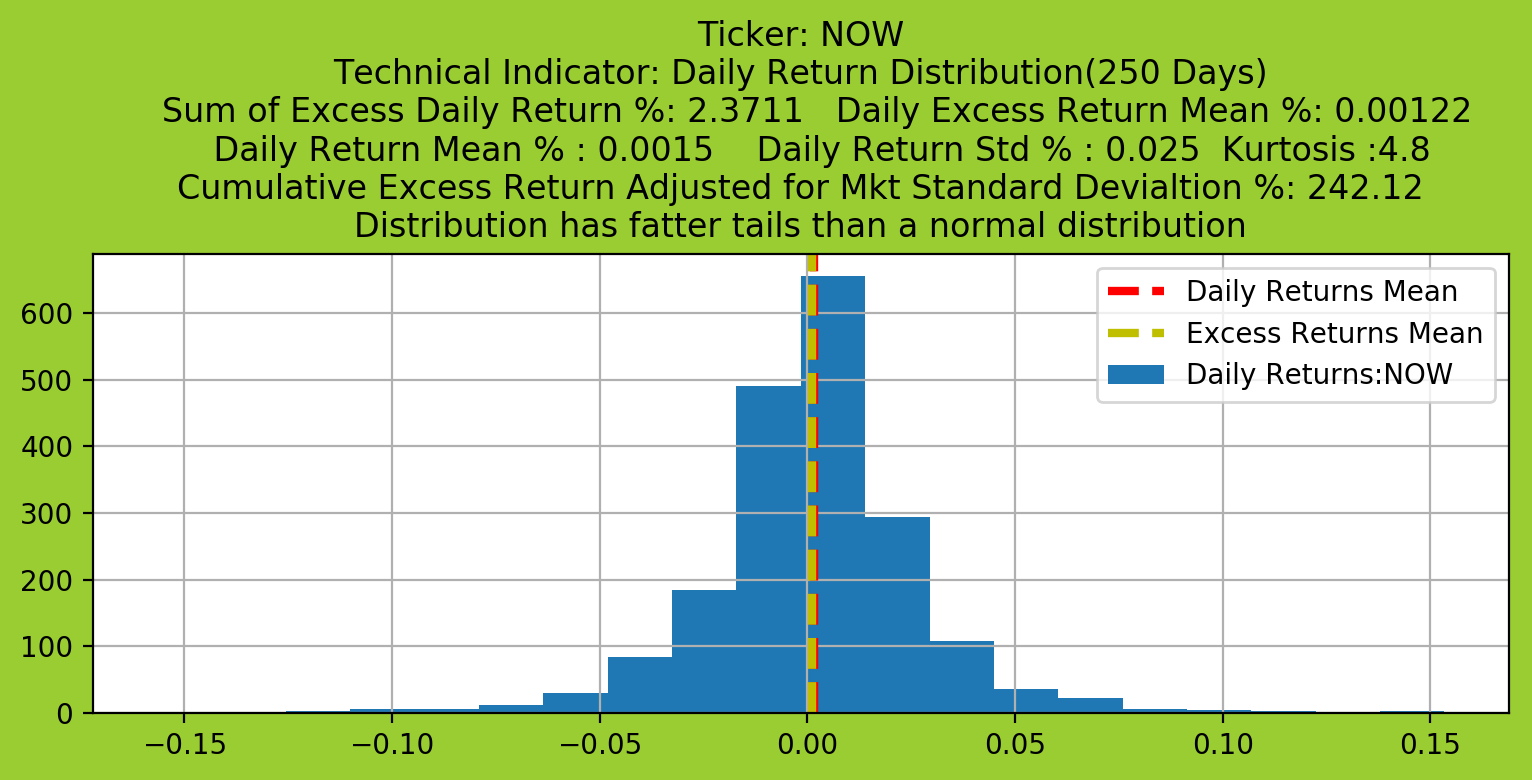 Ticker: NOW
Technical Indicator: Daily Return Distribution(250 Days)
Sum of Excess Daily Return %: 2.3711   Daily Excess Return Mean %: 0.00122
Daily Return Mean % : 0.0015    Daily Return Std % : 0.025  Kurtosis :4.8
Cumulative Excess Return Adjusted for Mkt Standard Devialtion %: 242.12
Distribution has fatter tails than a normal distribution
Daily Returns Mean
Excess Returns Mean
Daily Returns:NOW
600
500
400
300
200
100
0
−0.15 −0.10 −0.05 0.00 0.05 0.10 0.15